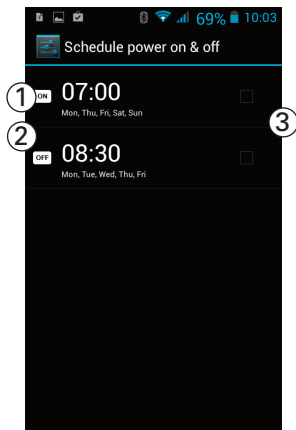 69% 10:03
Schedule power on & off
1 ON 07:00
Mon, Thu, Fri, Sat, Sun
3
2
OFF 08:30
Mon, Tue, Wed, Thu, Fri